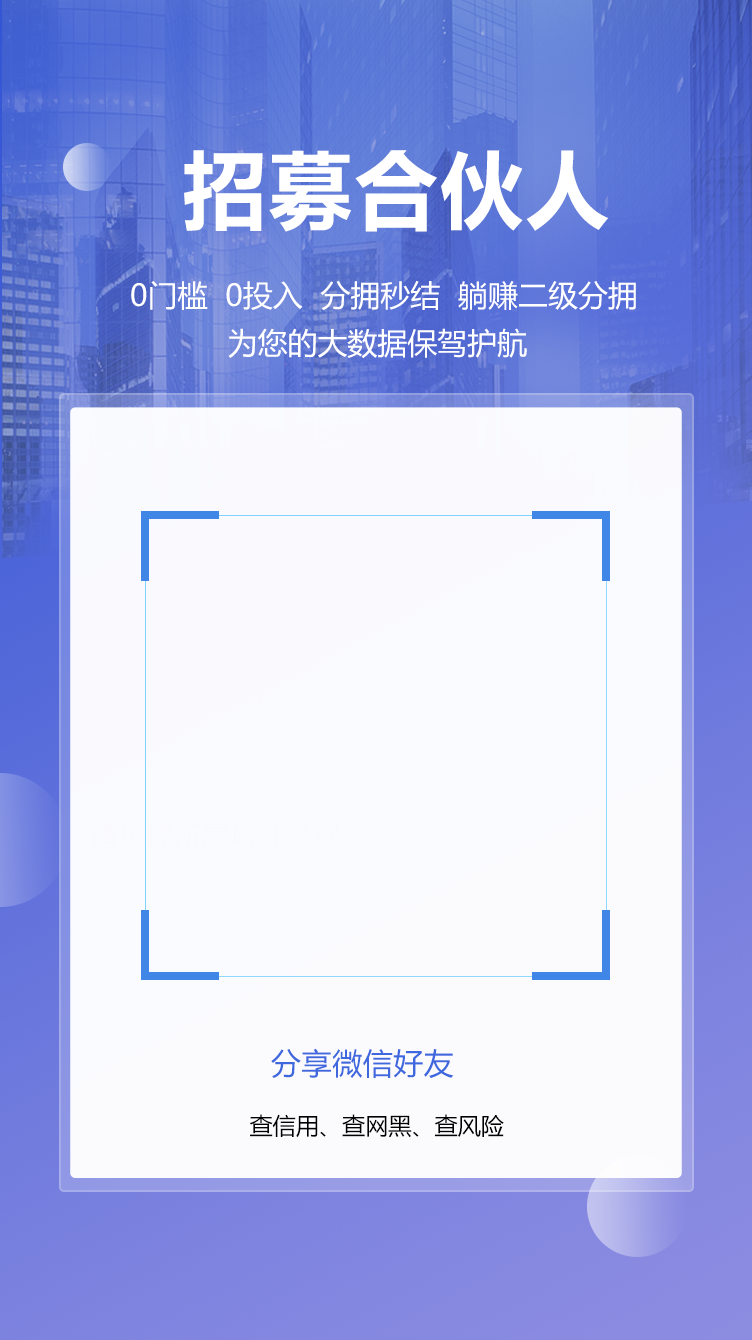 招募合伙人
0门槛 0投入 分拥秒结 躺赚二级分拥
为您的大数据保驾护航
分享微信好友
查信用、查网黑、查风险